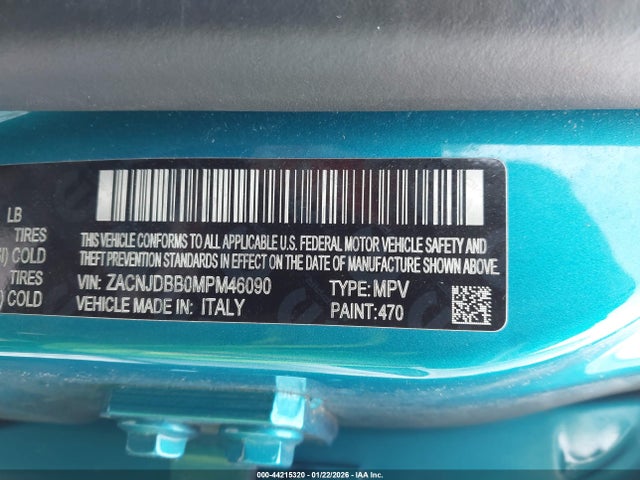 LB
TIRES
COLD
TIRES
COLD
THIS VEHICLE CONFORMS TO ALL APPLICABLE U.S. FEDERAL MOTOR VEHICLE SAFETY AND
THEFT PREVENTION STANDARDS IN EFFECT ON THE DATE OF MANUFACTURE SHOWN ABOVE.
VIN: ZACNJDBB0MPM46090 TYPE: MPV
VEHICLE MADE IN: ITALY PAINT:470
000-44215320 - 01/22/2026 - IAA Inc.